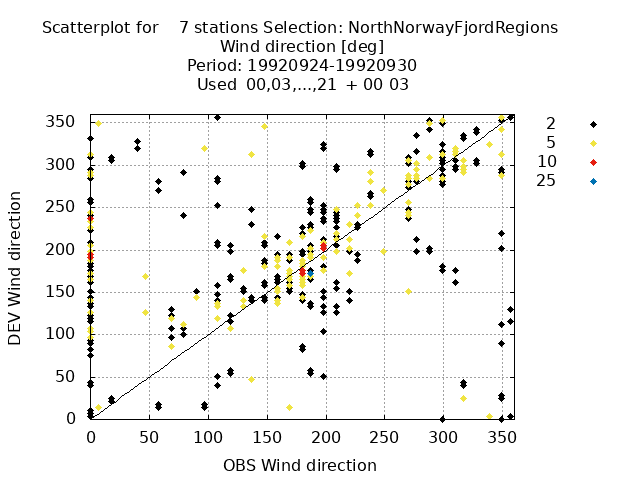 Scatterplot for 7 stations Selection: NorthNorwayFjordRegions
Wind direction [deg]
Period: 19920924-19920930
Used 00,03,...,21 + 00 03
350
300
250
200
150
100
50
0
DEV Wind direction
0 50 100 150 200 250 300 350
OBS Wind direction
2
5
10
25